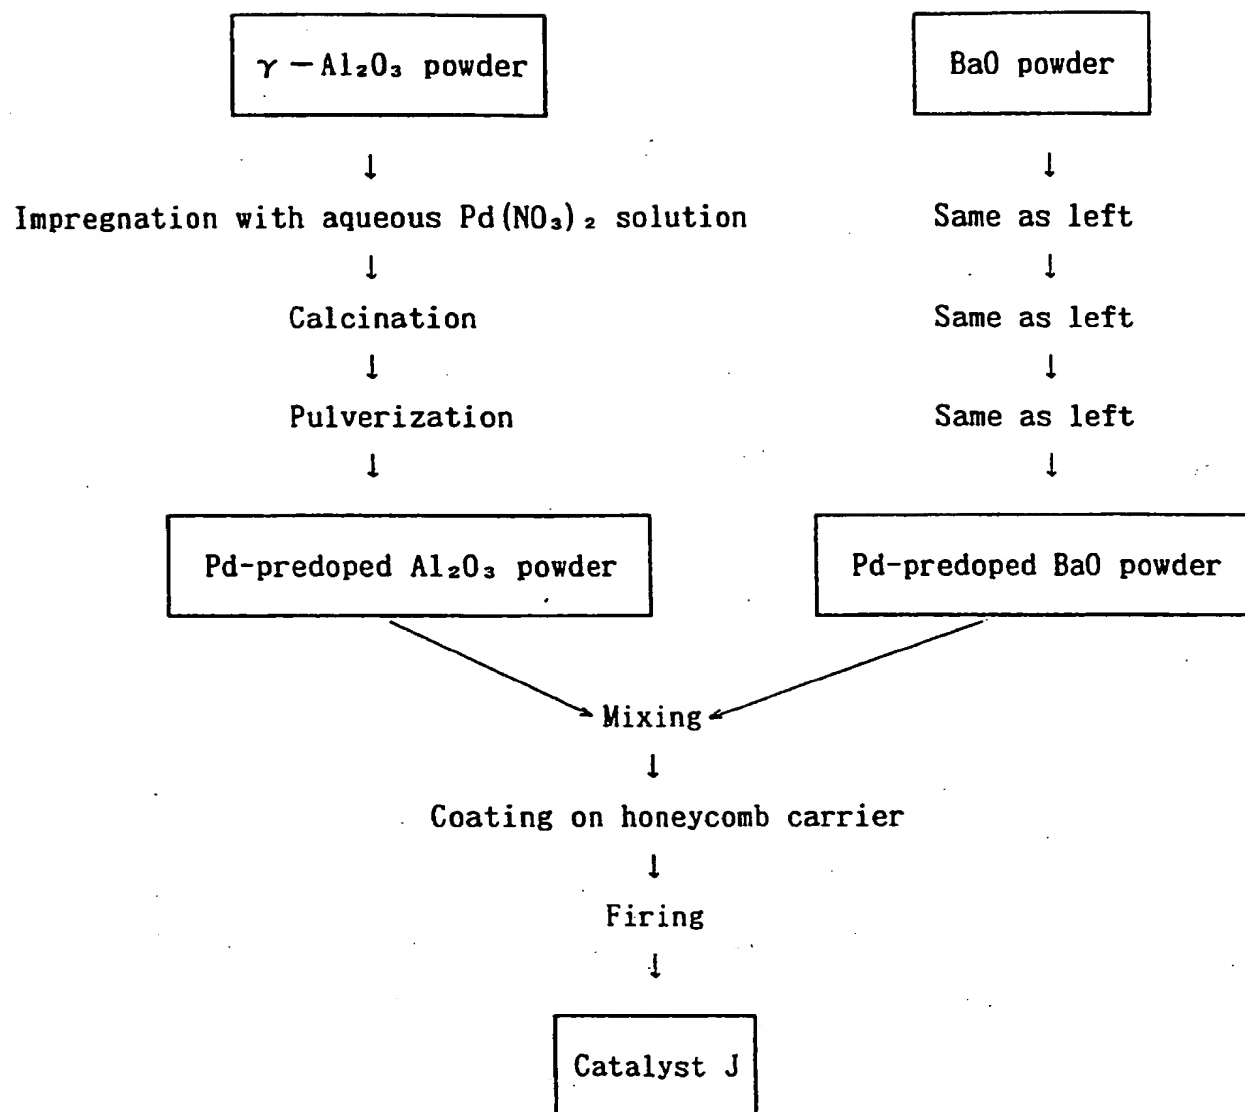 γ－Al₂O₃ powder
BaO powder
↓
↓
Impregnation with aqueous Pd(NO₃)₂ solution
Same as left
↓
↓
Calcination
Same as left
↓
↓
Pulverization
Same as left
↓
↓
Pd-predoped Al₂O₃ powder
Pd-predoped BaO powder
Mixing
↓
Coating on honeycomb carrier
↓
Firing
↓
Catalyst J